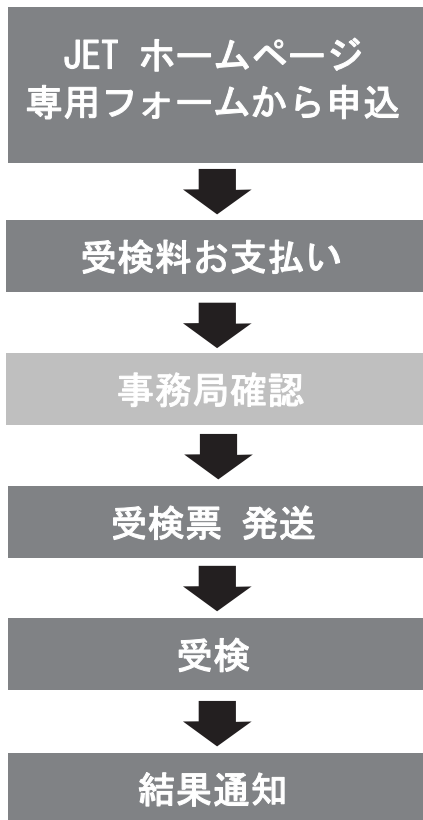 JET ホームページ
専用フォームから申込
受検料お支払い
事務局確認
受検票 発送
受検
結果通知